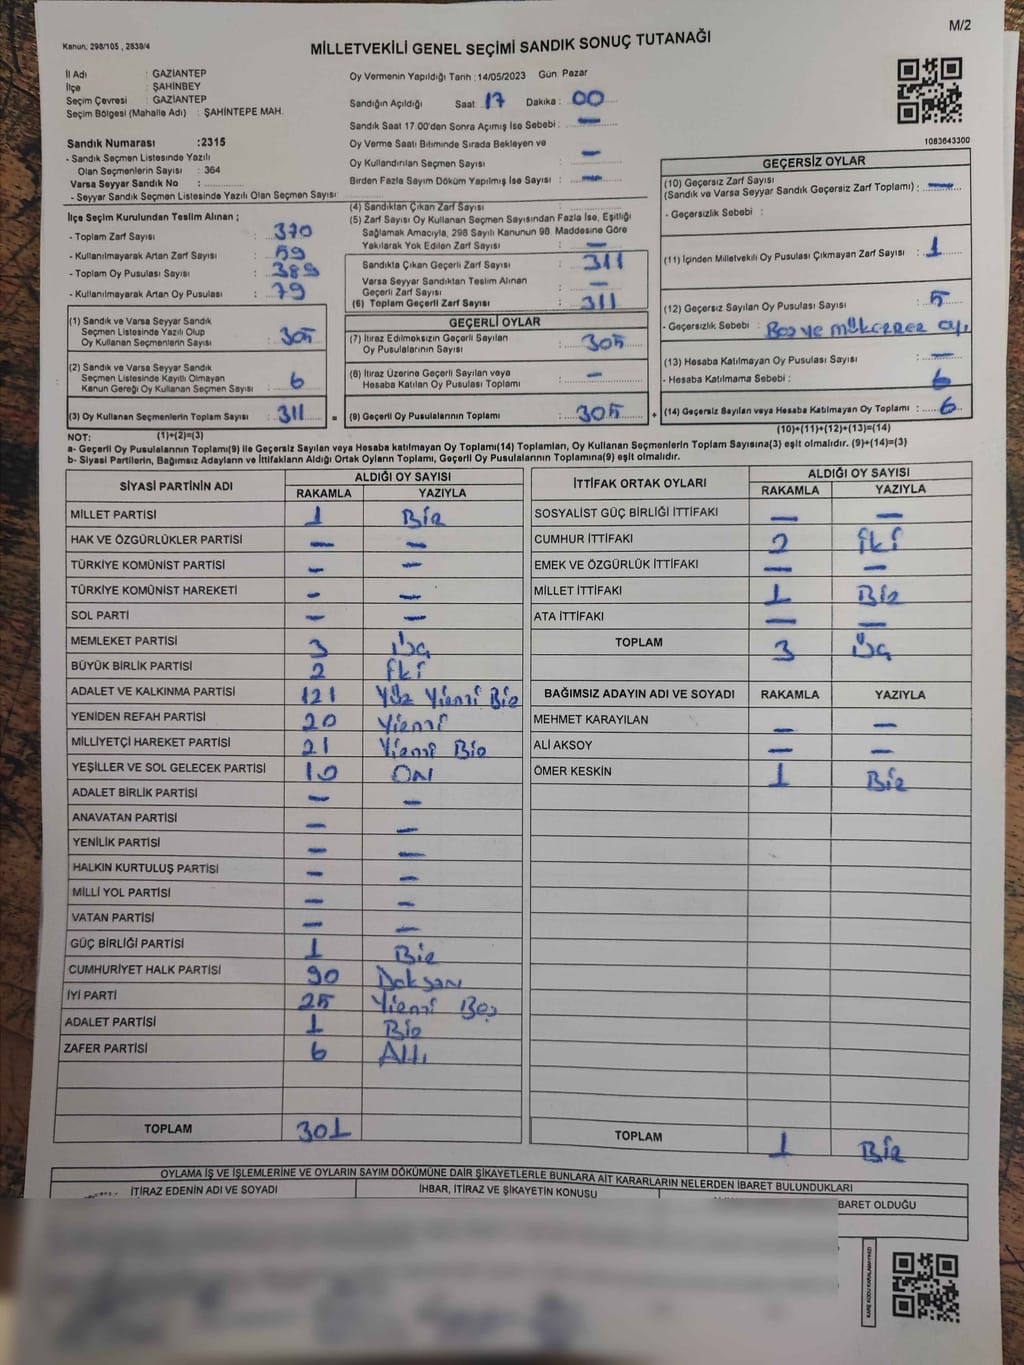 M/2
Kanun: 298/105 , 2839/4
MİLLETVEKİLİ GENEL SEÇİMİ SANDIK SONUÇ TUTANAĞI
İl Adı : GAZİANTEP
İlçe : ŞAHİNBEY
Seçim Çevresi : GAZİANTEP
Seçim Bölgesi (Mahalle Adı) : ŞAHİNTEPE MAH.
Oy Vermenin Yapıldığı Tarih : 14/05/2023 Gün: Pazar
Sandığın Açıldığı Saat : 17 Dakika : 00
Sandık Saat 17:00'den Sonra Açılmış İse Sebebi : —
Oy Verme Saati Bitiminde Sırada Bekleyen ve
Oy Kullandırılan Seçmen Sayısı —
Birden Fazla Sayım Döküm Yapılmış İse Sayısı : —
Sandık Numarası : 2315
- Sandık Seçmen Listesinde Yazılı
Olan Seçmenlerin Sayısı : 364
Varsa Seyyar Sandık No :
- Seyyar Sandık Seçmen Listesinde Yazılı Olan Seçmen Sayısı :
1083643300
İlçe Seçim Kurulundan Teslim Alınan ;
- Toplam Zarf Sayısı : 370
- Kullanılmayarak Artan Zarf Sayısı : 59
- Toplam Oy Pusulası Sayısı : 389
- Kullanılmayarak Artan Oy Pusulası : 79
(1) Sandık ve Varsa Seyyar Sandık
Seçmen Listesinde Yazılı Olup
Oy Kullanan Seçmenlerin Sayısı : 305
(2) Sandık ve Varsa Seyyar Sandık
Seçmen Listesinde Kayıtlı Olmayan
Kanun Gereği Oy Kullanan Seçmen Sayısı : 6
(3) Oy Kullanan Seçmenlerin Toplam Sayısı : 311
(4) Sandıktan Çıkan Zarf Sayısı :
(5) Zarf Sayısı Oy Kullanan Seçmen Sayısından Fazla İse, Eşitliği
Sağlamak Amacıyla, 298 Sayılı Kanunun 98. Maddesine Göre
Yakılarak Yok Edilen Zarf Sayısı : —
Sandıkta Çıkan Geçerli Zarf Sayısı : 311
Varsa Seyyar Sandıktan Teslim Alınan
Geçerli Zarf Sayısı : —
(6) Toplam Geçerli Zarf Sayısı : 311
GEÇERLİ OYLAR
(7) İtiraz Edilmeksizin Geçerli Sayılan
Oy Pusulalarının Sayısı : 305
(8) İtiraz Üzerine Geçerli Sayılan veya
Hesaba Katılan Oy Pusulası Toplamı : —
= (9) Geçerli Oy Pusulalarının Toplamı : 305 +
GEÇERSİZ OYLAR
(10) Geçersiz Zarf Sayısı
(Sandık ve Varsa Seyyar Sandık Geçersiz Zarf Toplamı) : —
- Geçersizlik Sebebi :
(11) İçinden Milletvekili Oy Pusulası Çıkmayan Zarf Sayısı : 1
(12) Geçersiz Sayılan Oy Pusulası Sayısı : 5
- Geçersizlik Sebebi : Boş ve mükerrer oy
(13) Hesaba Katılmayan Oy Pusulası Sayısı : —
- Hesaba Katılmama Sebebi : 6
(14) Geçersiz Sayılan veya Hesaba Katılmayan Oy Toplamı : 6
(10)+(11)+(12)+(13)=(14)
NOT: (1)+(2)=(3)
a- Geçerli Oy Pusulalarının Toplamı(9) ile Geçersiz Sayılan veya Hesaba katılmayan Oy Toplamı(14) Toplamları, Oy Kullanan Seçmenlerin Toplam Sayısına(3) eşit olmalıdır. (9)+(14)=(3)
b- Siyasi Partilerin, Bağımsız Adayların ve İttifakların Aldığı Ortak Oyların Toplamı, Geçerli Oy Pusulalarının Toplamına(9) eşit olmalıdır.
SİYASİ PARTİNİN ADI ALDIĞI OY SAYISI
RAKAMLA YAZIYLA
MİLLET PARTİSİ 1 Bir
HAK VE ÖZGÜRLÜKLER PARTİSİ — —
TÜRKİYE KOMÜNİST PARTİSİ — —
TÜRKİYE KOMÜNİST HAREKETİ — —
SOL PARTİ — —
MEMLEKET PARTİSİ 3 Üç
BÜYÜK BİRLİK PARTİSİ 2 İki
ADALET VE KALKINMA PARTİSİ 121 Yüz Yirmi Bir
YENİDEN REFAH PARTİSİ 20 Yirmi
MİLLİYETÇİ HAREKET PARTİSİ 21 Yirmi Bir
YEŞİLLER VE SOL GELECEK PARTİSİ 10 ON
ADALET BİRLİK PARTİSİ — —
ANAVATAN PARTİSİ — —
YENİLİK PARTİSİ — —
HALKIN KURTULUŞ PARTİSİ — —
MİLLİ YOL PARTİSİ — —
VATAN PARTİSİ — —
GÜÇ BİRLİĞİ PARTİSİ 1 Bir
CUMHURİYET HALK PARTİSİ 90 Doksan
İYİ PARTİ 25 Yirmi Beş
ADALET PARTİSİ 1 Bir
ZAFER PARTİSİ 6 Altı
TOPLAM 301
İTTİFAK ORTAK OYLARI ALDIĞI OY SAYISI
RAKAMLA YAZIYLA
SOSYALİST GÜÇ BİRLİĞİ İTTİFAKI — —
CUMHUR İTTİFAKI 2 İki
EMEK VE ÖZGÜRLÜK İTTİFAKI — —
MİLLET İTTİFAKI 1 Bir
ATA İTTİFAKI — —
TOPLAM 3 Üç
BAĞIMSIZ ADAYIN ADI VE SOYADI RAKAMLA YAZIYLA
MEHMET KARAYILAN — —
ALİ AKSOY — —
ÖMER KESKİN 1 Bir
TOPLAM 1 Bir
OYLAMA İŞ VE İŞLEMLERİNE VE OYLARIN SAYIM DÖKÜMÜNE DAİR ŞİKAYETLERLE BUNLARA AİT KARARLARIN NELERDEN İBARET BULUNDUKLARI
İTİRAZ EDENİN ADI VE SOYADI İHBAR, İTİRAZ VE ŞİKAYETİN KONUSU
BARET OLDUĞU
KARE KODU KARALAMAYINIZ!